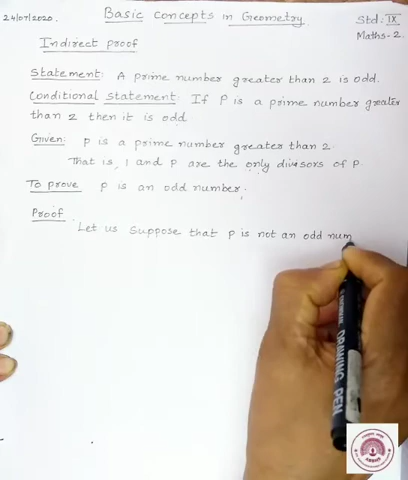 24/07/2020.
Basic Concepts in Geometry.
Std: IX
Maths-2.
Indirect proof
Statement: A prime number greater than 2 is odd.
Conditional Statement: If P is a prime number greater
than 2 then it is odd
Given: P is a prime number greater than 2.
That is, 1 and P are the only divisors of P.
To prove P is an odd number.
Proof
Let us suppose that P is not an odd num
DRAWING PEN